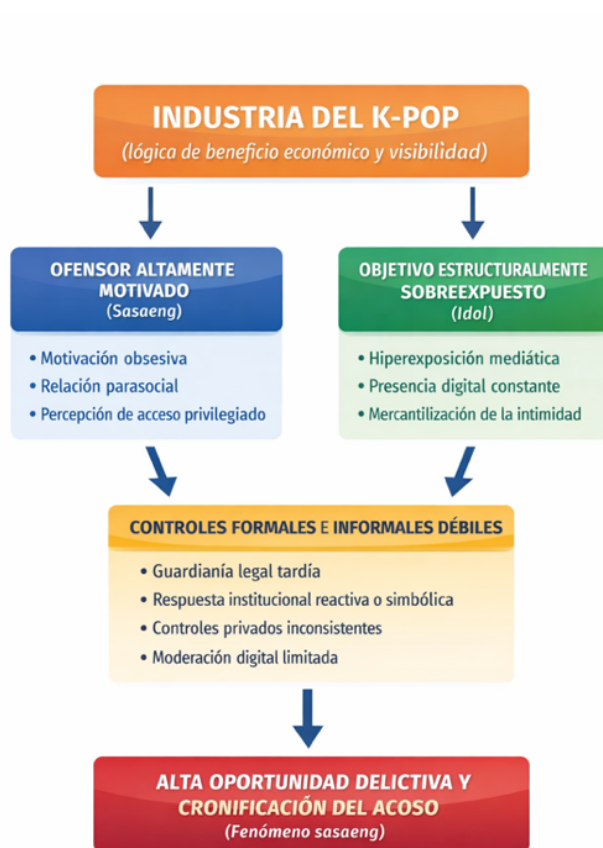 INDUSTRIA DEL K-POP
(lógica de beneficio económico y visibilidad)
OFENSOR ALTAMENTE
MOTIVADO
(Sasaeng)
• Motivación obsesiva
• Relación parasocial
• Percepción de acceso privilegiado
OBJETIVO ESTRUCTURALMENTE
SOBREEXPUESTO
(Idol)
• Hiperexposición mediática
• Presencia digital constante
• Mercantilización de la intimidad
CONTROLES FORMALES E INFORMALES DÉBILES
• Guardianía legal tardía
• Respuesta institucional reactiva o simbólica
• Controles privados inconsistentes
• Moderación digital limitada
ALTA OPORTUNIDAD DELICTIVA Y
CRONIFICACIÓN DEL ACOSO
(Fenómeno sasaeng)